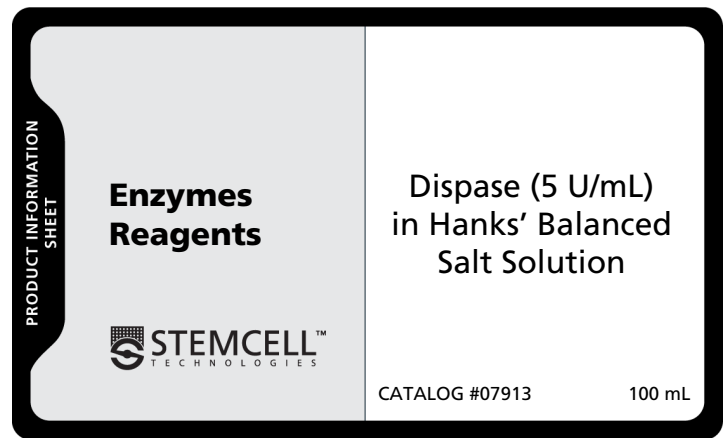 PRODUCT INFORMATION
SHEET
Enzymes
Reagents
STEMCELL™
TECHNOLOGIES
Dispase (5 U/mL)
in Hanks’ Balanced
Salt Solution
CATALOG #07913 100 mL